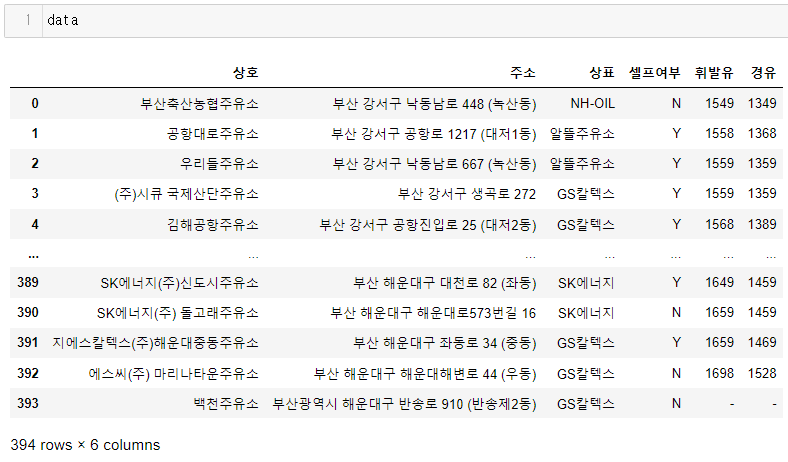 1 data
상호 주소 상표 셀프여부 휘발유 경유
0 부산축산농협주유소 부산 강서구 낙동남로 448 (녹산동) NH-OIL N 1549 1349
1 공항대로주유소 부산 강서구 공항로 1217 (대저1동) 알뜰주유소 Y 1558 1368
2 우리들주유소 부산 강서구 낙동남로 667 (녹산동) 알뜰주유소 Y 1559 1359
3 (주)시큐 국제산단주유소 부산 강서구 생곡로 272 GS칼텍스 Y 1559 1359
4 김해공항주유소 부산 강서구 공항진입로 25 (대저2동) GS칼텍스 Y 1568 1389
... ... ... ... ... ... ...
389 SK에너지(주)신도시주유소 부산 해운대구 대천로 82 (좌동) SK에너지 Y 1649 1459
390 SK에너지(주) 돌고래주유소 부산 해운대구 해운대로573번길 16 SK에너지 N 1659 1459
391 지에스칼텍스(주)해운대중동주유소 부산 해운대구 좌동로 34 (중동) GS칼텍스 Y 1659 1469
392 에스씨(주) 마리나타운주유소 부산 해운대구 해운대해변로 44 (우동) GS칼텍스 N 1698 1528
393 백천주유소 부산광역시 해운대구 반송로 910 (반송제2동) GS칼텍스 N - -
394 rows × 6 columns